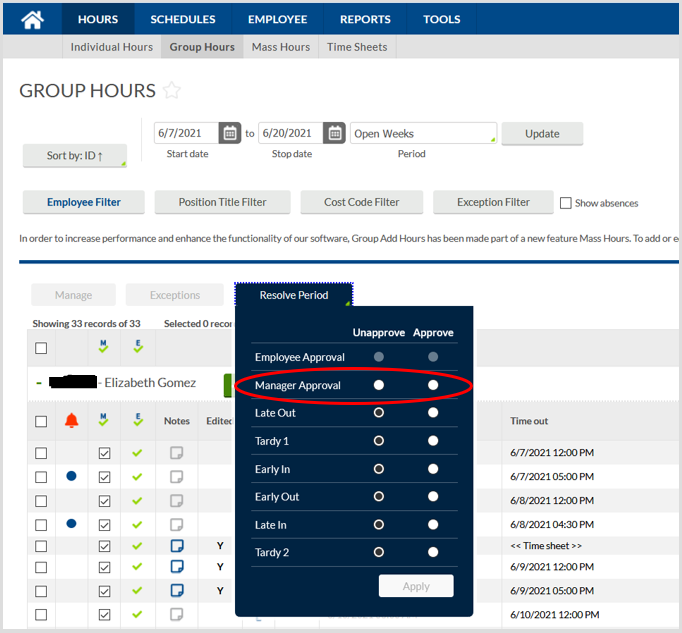 HOURS SCHEDULES EMPLOYEE REPORTS TOOLS
Individual Hours Group Hours Mass Hours Time Sheets
GROUP HOURS
6/7/2021 to 6/20/2021 Open Weeks Update
Sort by: ID ↑
Start date Stop date Period
Employee Filter Position Title Filter Cost Code Filter Exception Filter Show absences
In order to increase performance and enhance the functionality of our software, Group Add Hours has been made part of a new feature Mass Hours. To add or e
Manage Exceptions Resolve Period
Showing 33 records of 33 Selected 0 recor
Unapprove Approve
M E
Employee Approval
- Elizabeth Gomez
Manager Approval
Late Out
M E Notes Edited Time out
Tardy 1
6/7/2021 12:00 PM
Early In
6/7/2021 05:00 PM
Early Out
6/8/2021 12:00 PM
Late In
6/8/2021 04:30 PM
Tardy 2
Y << Time sheet >>
Y 6/9/2021 12:00 PM
Apply
Y 6/9/2021 05:00 PM
6/10/2021 12:00 PM